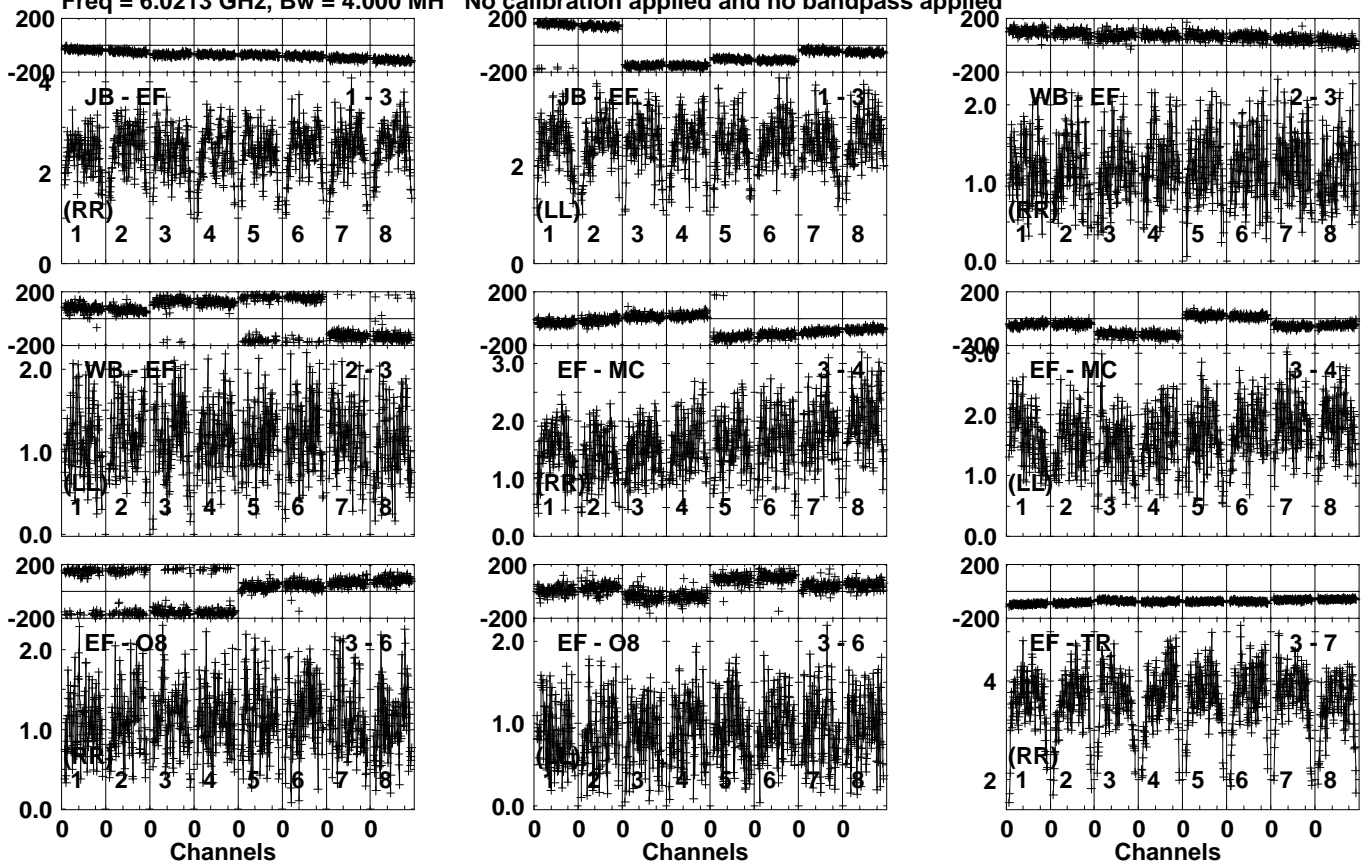 Freq = 6.0213 GHz, Bw = 4.000 MH No calibration applied and no bandpass applied
200
-200
4
2
0
JB - EF
1 - 3
(RR)
1 2 3 4 5 6 7 8
200
-200
2
0
JB - EF
1 - 3
(LL)
1 2 3 4 5 6 7 8
200
-200
2.0
1.0
0.0
WB - EF
2 - 3
(RR)
1 2 3 4 5 6 7 8
200
-200
2.0
1.0
0.0
WB - EF
2 - 3
(LL)
1 2 3 4 5 6 7 8
200
-200
3.0
2.0
1.0
0.0
EF - MC
3 - 4
(RR)
1 2 3 4 5 6 7 8
200
-200
3.0
2.0
1.0
0.0
EF - MC
3 - 4
(LL)
1 2 3 4 5 6 7 8
200
-200
2.0
1.0
0.0
EF - O8
3 - 6
(RR)
1 2 3 4 5 6 7 8
0 0 0 0 0 0 0 0
Channels
200
-200
2.0
1.0
0.0
EF - O8
3 - 6
(LL)
1 2 3 4 5 6 7 8
0 0 0 0 0 0 0 0
Channels
200
-200
4
2
EF - TR
3 - 7
(RR)
1 2 3 4 5 6 7 8
0 0 0 0 0 0 0 0
Channels